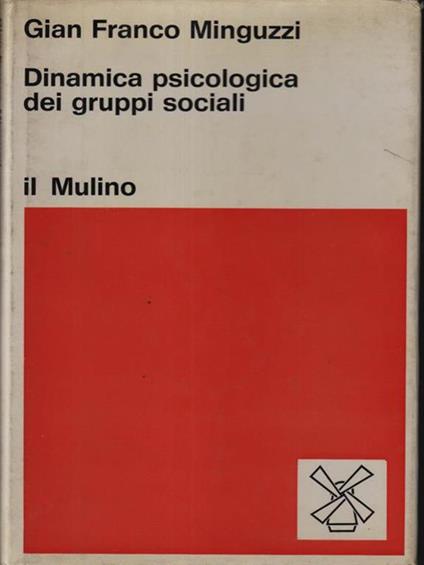 Gian Franco Minguzzi
Dinamica psicologica
dei gruppi sociali
il Mulino